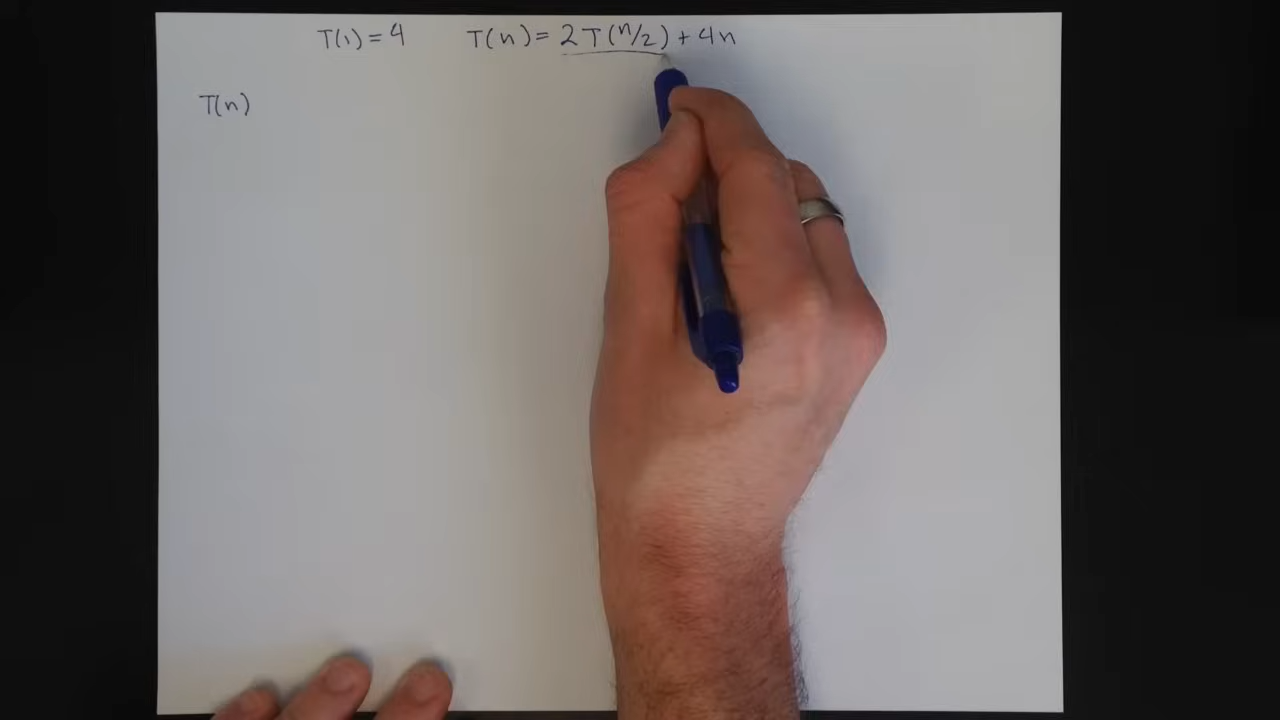 T(1) = 4 T(n) = 2T(n/2) + 4n
T(n)